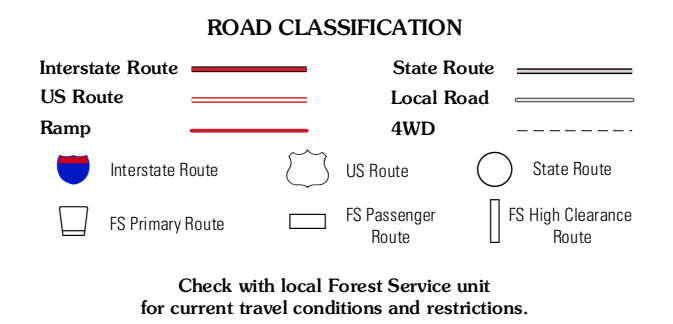 ROAD CLASSIFICATION
Interstate Route
State Route
US Route
Local Road
Ramp
4WD
Interstate Route
US Route
State Route
FS Primary Route
FS Passenger
Route
FS High Clearance
Route
Check with local Forest Service unit
for current travel conditions and restrictions.